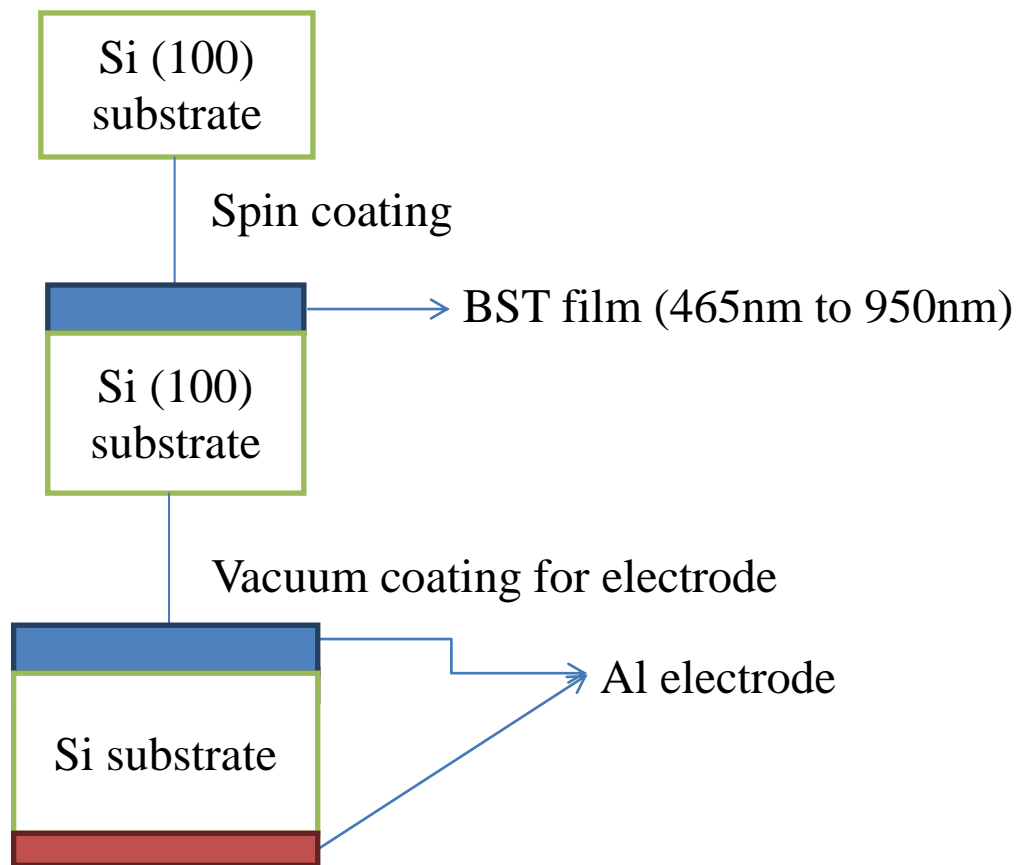 Si (100)
substrate
Spin coating
BST film (465nm to 950nm)
Si (100)
substrate
Vacuum coating for electrode
Al electrode
Si substrate